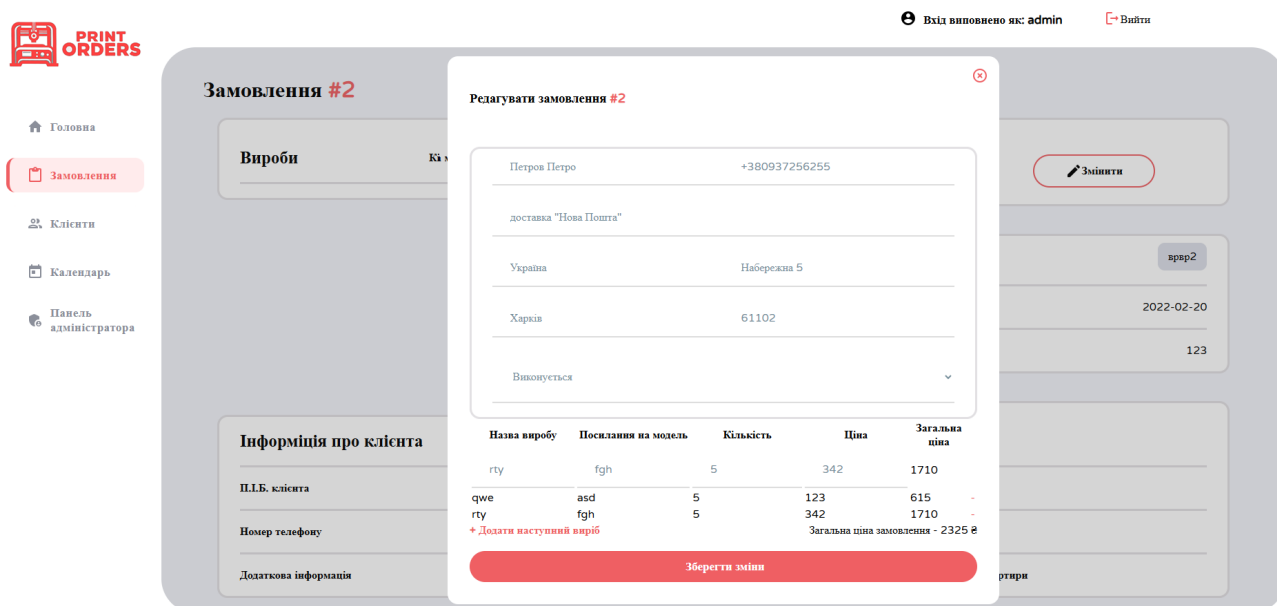 PRINT
ORDERS
Вхід виповнено як: admin
Вийти
Головна
Замовлення
Клієнти
Календарь
Панель
адміністратора
Замовлення #2
Вироби
Змінити
врвр2
2022-02-20
123
Інформіція про клієнта
П.І.Б. клієнта
Номер телефону
Додаткова інформація
ртири
Редагувати замовлення #2
Петров Петро +380937256255
доставка "Нова Пошта"
Україна Набережна 5
Харків 61102
Виконується
Назва виробу Посилання на модель Кількість Ціна Загальна ціна
rty fgh 5 342 1710
qwe asd 5 123 615 -
rty fgh 5 342 1710 -
+ Додати наступний виріб Загальна ціна замовлення - 2325 ₴
Зберегти зміни